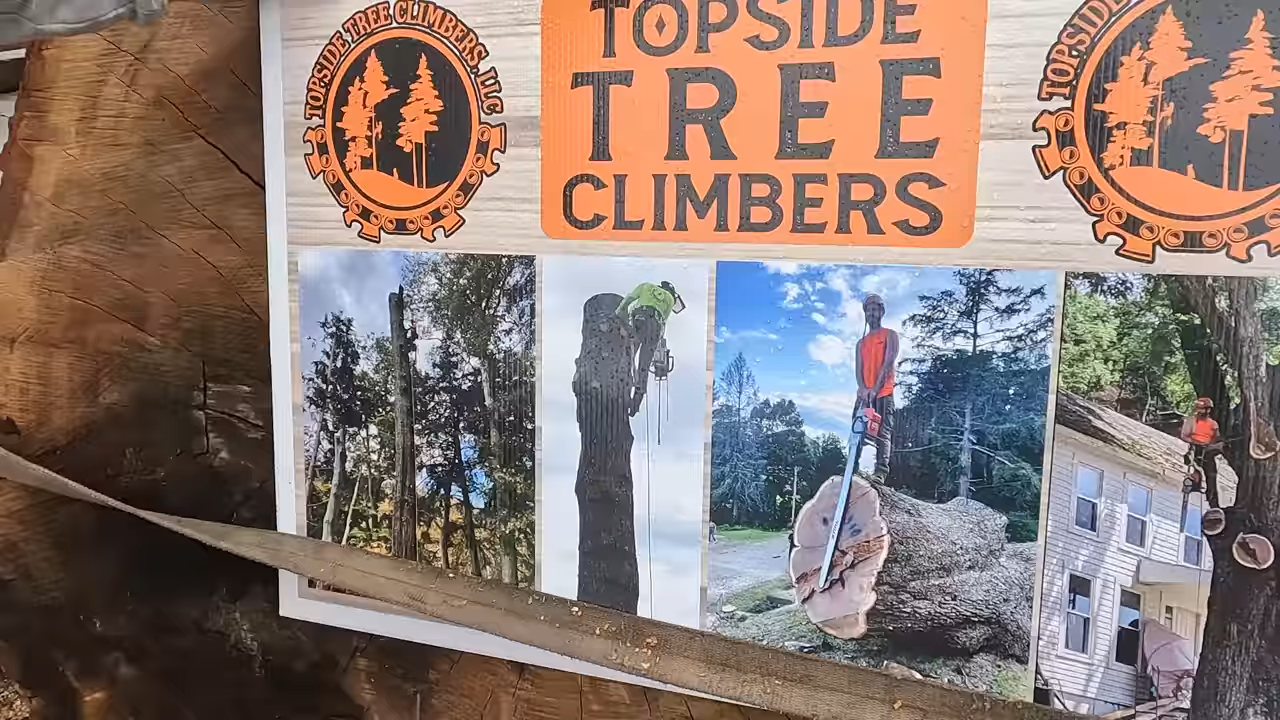 TOPSIDE TREE CLIMBERS, LLC
TOPSIDE
TREE
CLIMBERS
TOPSIDE